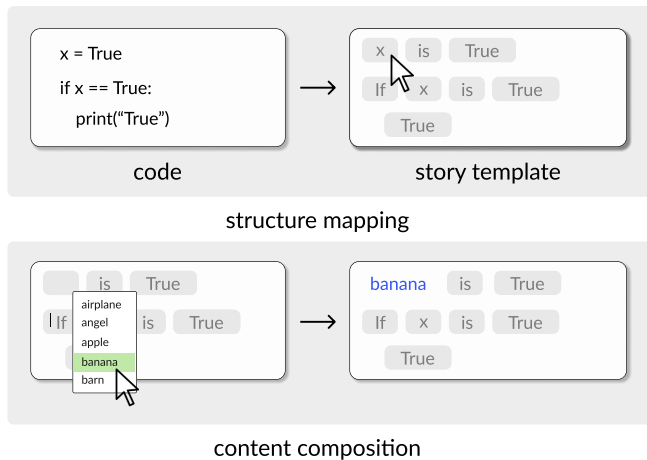 x = True
if x == True:
print(“True”)
code
x is True
If x is True
True
story template
structure mapping
is True
If is True
airplane
angel
apple
banana
barn
banana is True
If x is True
True
content composition